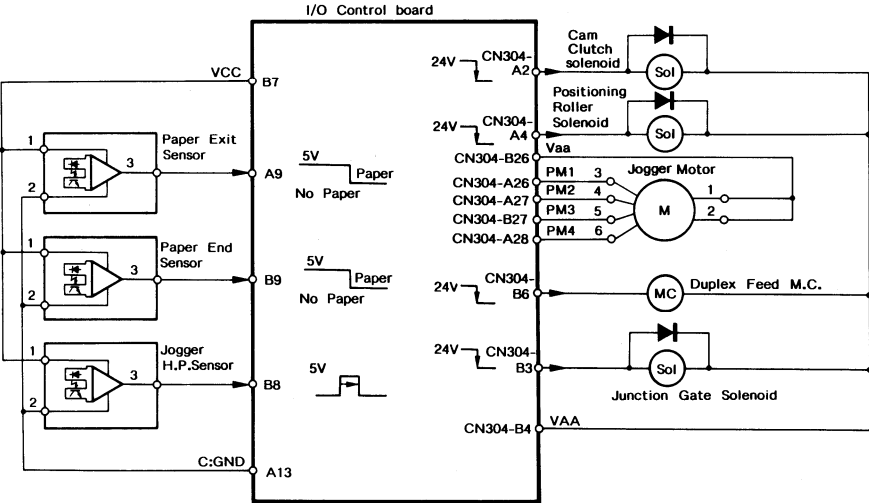 I/O Control board
VCC
B7
1
Paper Exit
Sensor
3
2
A9
5V
Paper
No Paper
1
Paper End
Sensor
3
2
B9
5V
Paper
No Paper
1
Jogger
H.P.Sensor
3
2
B8
5V
C:GND
A13
24V
CN304-
A2
Cam
Clutch
solenoid
Sol
24V
CN304-
A4
Positioning
Roller
Solenoid
Sol
CN304-B26
Vaa
CN304-A26
PM1 3
CN304-A27
PM2 4
CN304-B27
PM3 5
CN304-A28
PM4 6
Jogger Motor
M
1
2
24V
CN304-
B6
MC
Duplex Feed M.C.
24V
CN304-
B3
Sol
Junction Gate Solenoid
CN304-B4
VAA